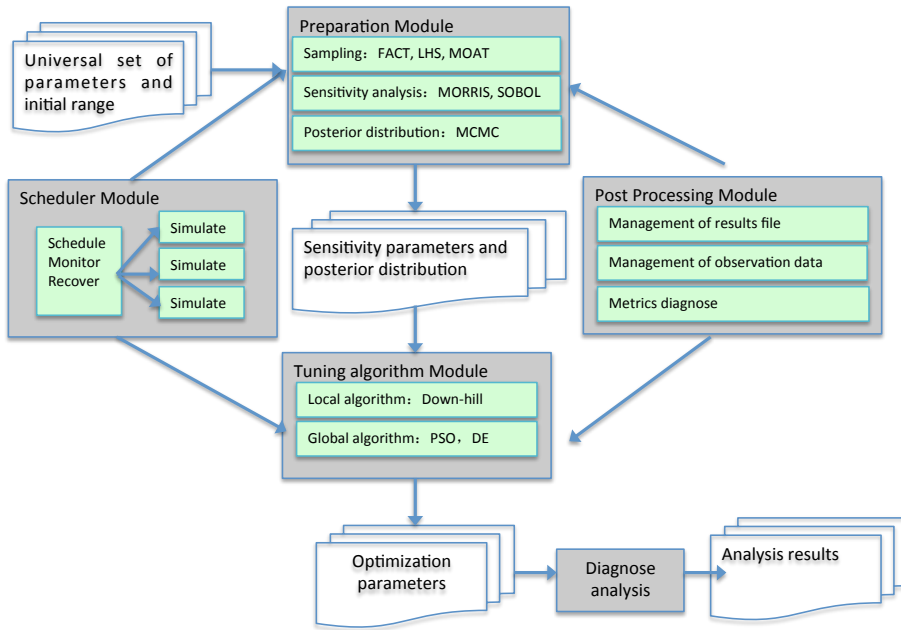 Preparation Module
Sampling：FACT, LHS, MOAT
Sensitivity analysis：MORRIS, SOBOL
Posterior distribution：MCMC
Universal set of
parameters and
initial range
Scheduler Module
Schedule
Monitor
Recover
Simulate
Simulate
Simulate
Sensitivity parameters and
posterior distribution
Post Processing Module
Management of results file
Management of observation data
Metrics diagnose
Tuning algorithm Module
Local algorithm：Down-hill
Global algorithm：PSO，DE
Optimization
parameters
Diagnose
analysis
Analysis results